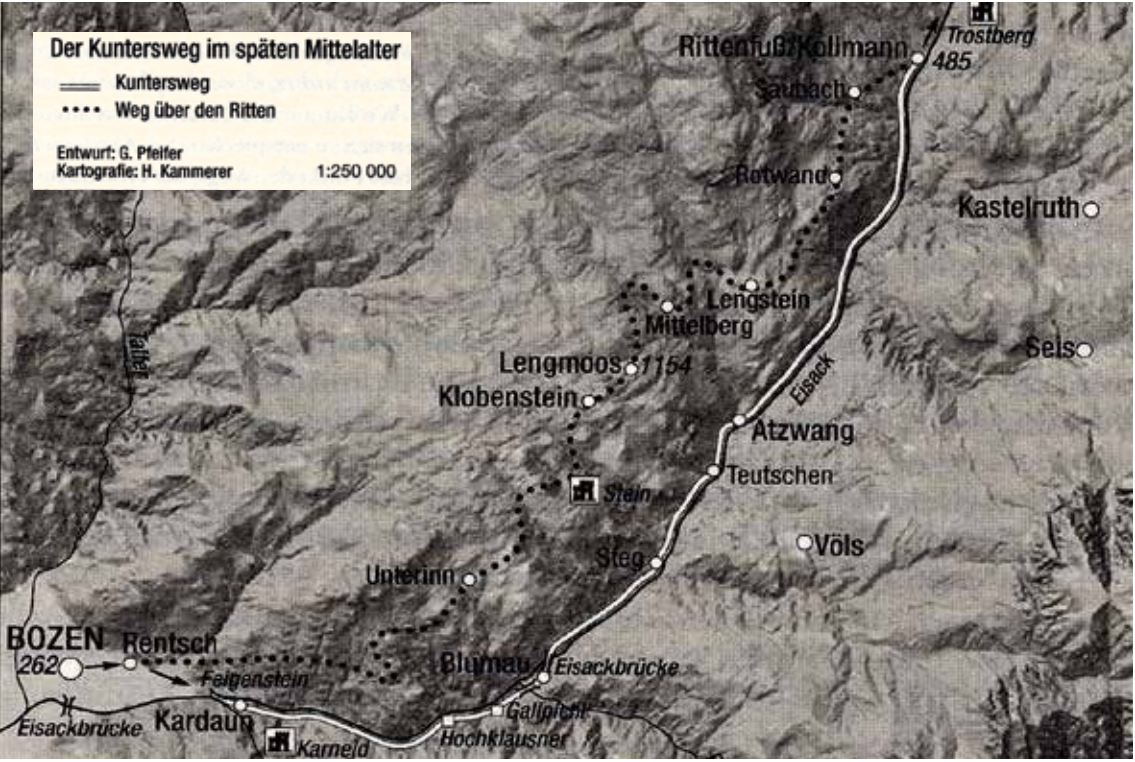 Der Kuntersweg im späten Mittelalter
Kuntersweg
Weg über den Ritten
Entwurf: G. Pfeifer
Kartografie: H. Kammerer 1:250 000
Trostberg
Rittenfuß/Kollmann
485
Saubach
Rotwand
Kastelruth
Lengstein
Mittelberg
Talfer
Seis
Lengmoos 1154
Eisack
Klobenstein
Atzwang
Teutschen
Stein
Völs
Steg
Unterinn
BOZEN
262
Rentsch
Blumau
Eisackbrücke
Feigenstein
Kardaun
Gallpicht
Eisackbrücke
Hochklausner
Karneid